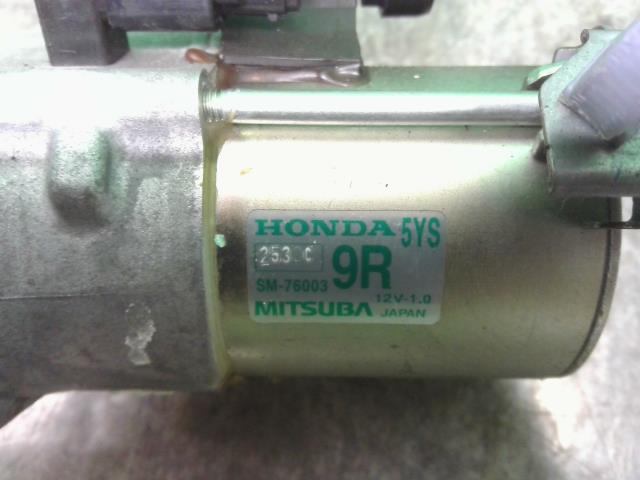 HONDA 5YS
9R
SM-76003
12V-1.0
MITSUBA JAPAN